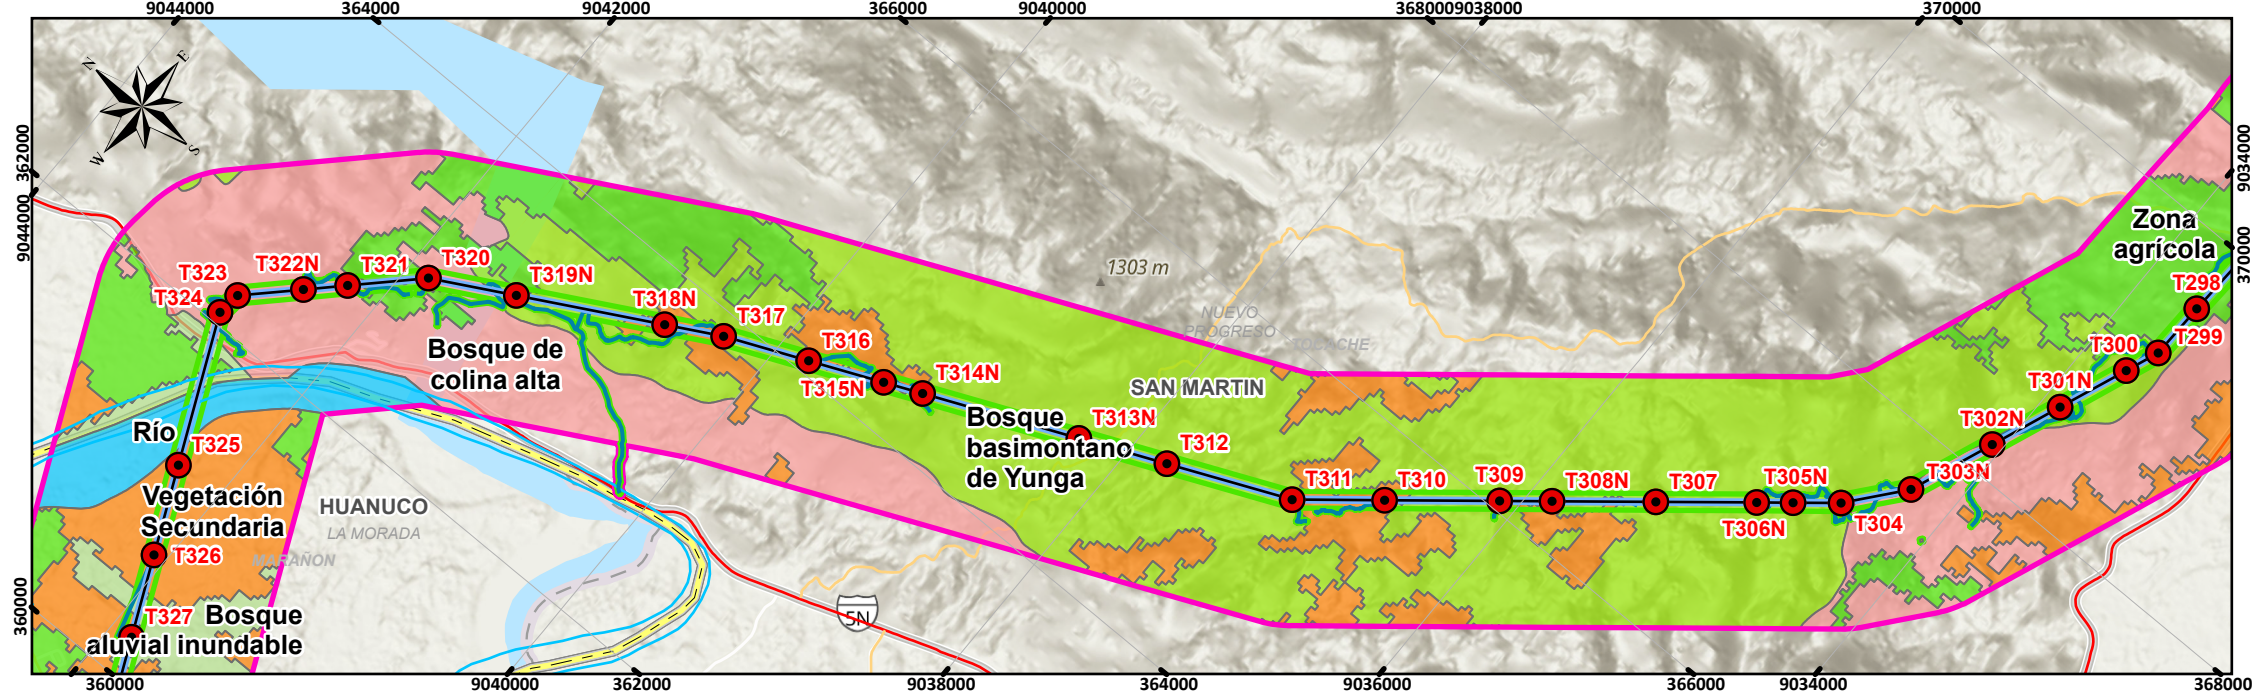 9044000
364000
9042000
366000
9040000
368000
9038000
370000
N
E
W
S
362000
9044000
360000
9034000
370000
Zona
agrícola
T298
T299
T300
T301N
T302N
T303N
T304
T305N
T306N
T307
T308N
T309
T310
T311
T312
T313N
T314N
T315N
T316
T317
T318N
T319N
T320
T321
T322N
T323
T324
T325
T326
T327
1303 m
NUEVO
PROGRESO
TOCACHE
SAN MARTIN
Bosque de
colina alta
Bosque
basimontano
de Yunga
Río
Vegetación
Secundaria
HUANUCO
LA MORADA
MARAÑON
Bosque
aluvial inundable
5N
360000
9040000
362000
9038000
364000
9036000
366000
9034000
368000